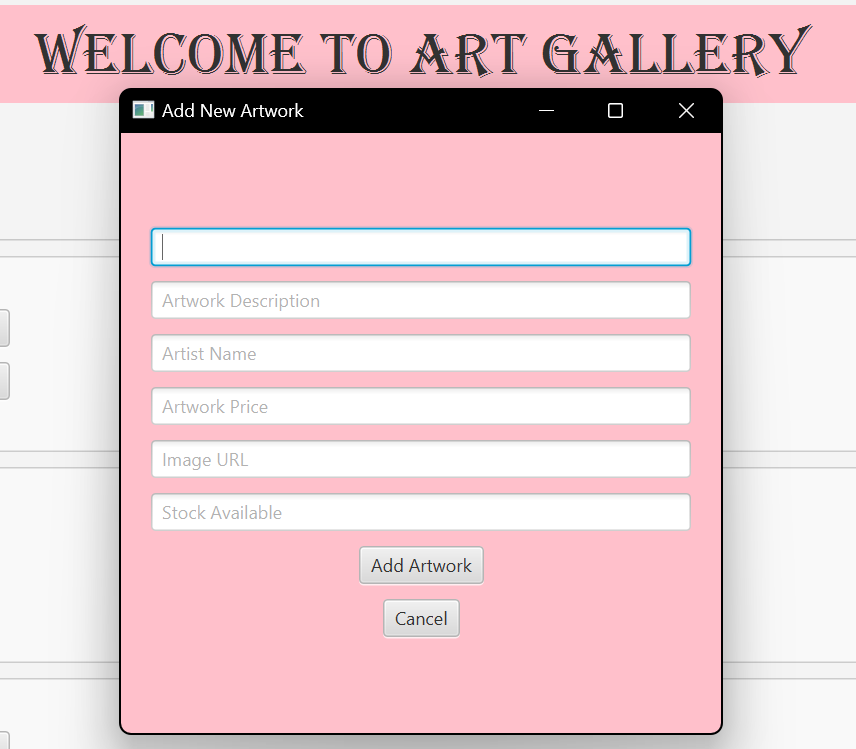 WELCOME TO ART GALLERY
Add New Artwork
Artwork Description
Artist Name
Artwork Price
Image URL
Stock Available
Add Artwork
Cancel